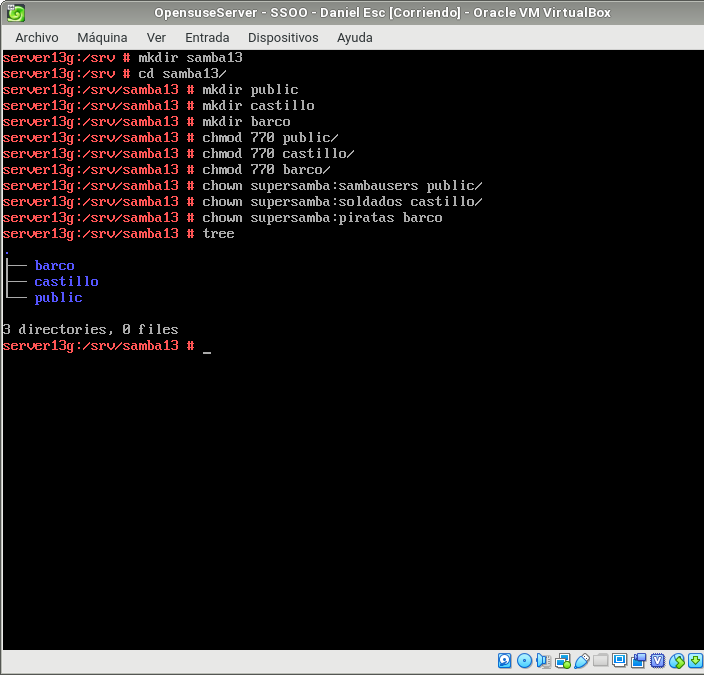 OpensuseServer - SSOO - Daniel Esc [Corriendo] - Oracle VM VirtualBox
Archivo Máquina Ver Entrada Dispositivos Ayuda
server13g:/srv # mkdir samba13
server13g:/srv # cd samba13/
server13g:/srv/samba13 # mkdir public
server13g:/srv/samba13 # mkdir castillo
server13g:/srv/samba13 # mkdir barco
server13g:/srv/samba13 # chmod 770 public/
server13g:/srv/samba13 # chmod 770 castillo/
server13g:/srv/samba13 # chmod 770 barco/
server13g:/srv/samba13 # chown supersamba:sambausers public/
server13g:/srv/samba13 # chown supersamba:soldados castillo/
server13g:/srv/samba13 # chown supersamba:piratas barco
server13g:/srv/samba13 # tree
.
├── barco
├── castillo
└── public
3 directories, 0 files
server13g:/srv/samba13 # _